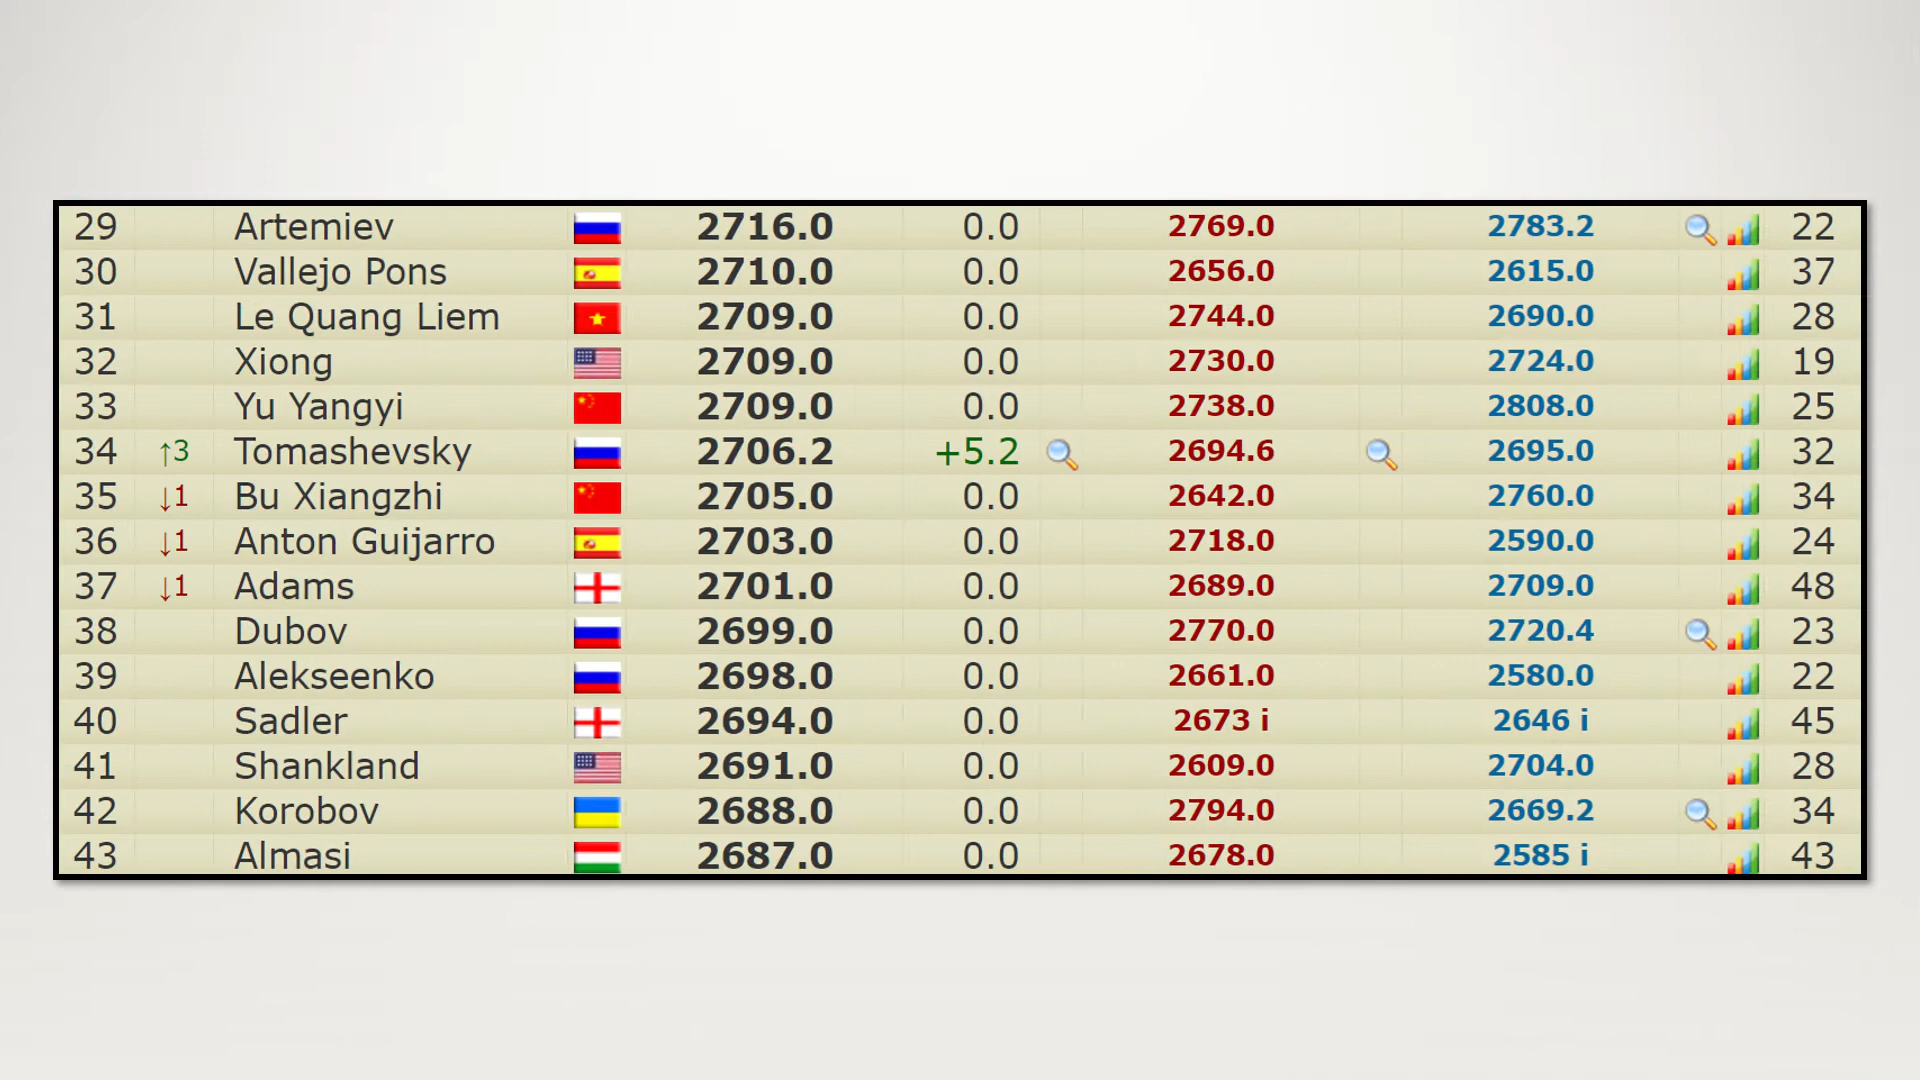 29 Artemiev 2716.0 0.0 2769.0 2783.2 22
30 Vallejo Pons 2710.0 0.0 2656.0 2615.0 37
31 Le Quang Liem 2709.0 0.0 2744.0 2690.0 28
32 Xiong 2709.0 0.0 2730.0 2724.0 19
33 Yu Yangyi 2709.0 0.0 2738.0 2808.0 25
34 ↑3 Tomashevsky 2706.2 +5.2 2694.6 2695.0 32
35 ↓1 Bu Xiangzhi 2705.0 0.0 2642.0 2760.0 34
36 ↓1 Anton Guijarro 2703.0 0.0 2718.0 2590.0 24
37 ↓1 Adams 2701.0 0.0 2689.0 2709.0 48
38 Dubov 2699.0 0.0 2770.0 2720.4 23
39 Alekseenko 2698.0 0.0 2661.0 2580.0 22
40 Sadler 2694.0 0.0 2673 i 2646 i 45
41 Shankland 2691.0 0.0 2609.0 2704.0 28
42 Korobov 2688.0 0.0 2794.0 2669.2 34
43 Almasi 2687.0 0.0 2678.0 2585 i 43